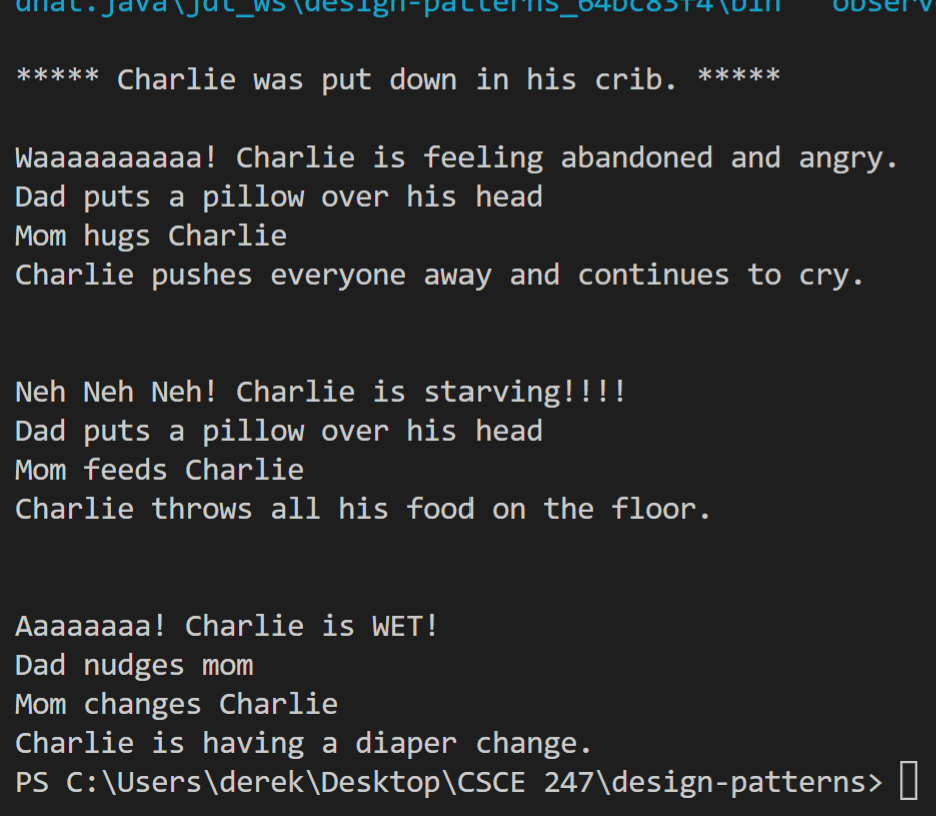 dhat.java\jdt_ws\design-patterns_64bc83f4\bin' 'observ
***** Charlie was put down in his crib. *****
Waaaaaaaaaa! Charlie is feeling abandoned and angry.
Dad puts a pillow over his head
Mom hugs Charlie
Charlie pushes everyone away and continues to cry.
Neh Neh Neh! Charlie is starving!!!!
Dad puts a pillow over his head
Mom feeds Charlie
Charlie throws all his food on the floor.
Aaaaaaaa! Charlie is WET!
Dad nudges mom
Mom changes Charlie
Charlie is having a diaper change.
PS C:\Users\derek\Desktop\CSCE 247\design-patterns>